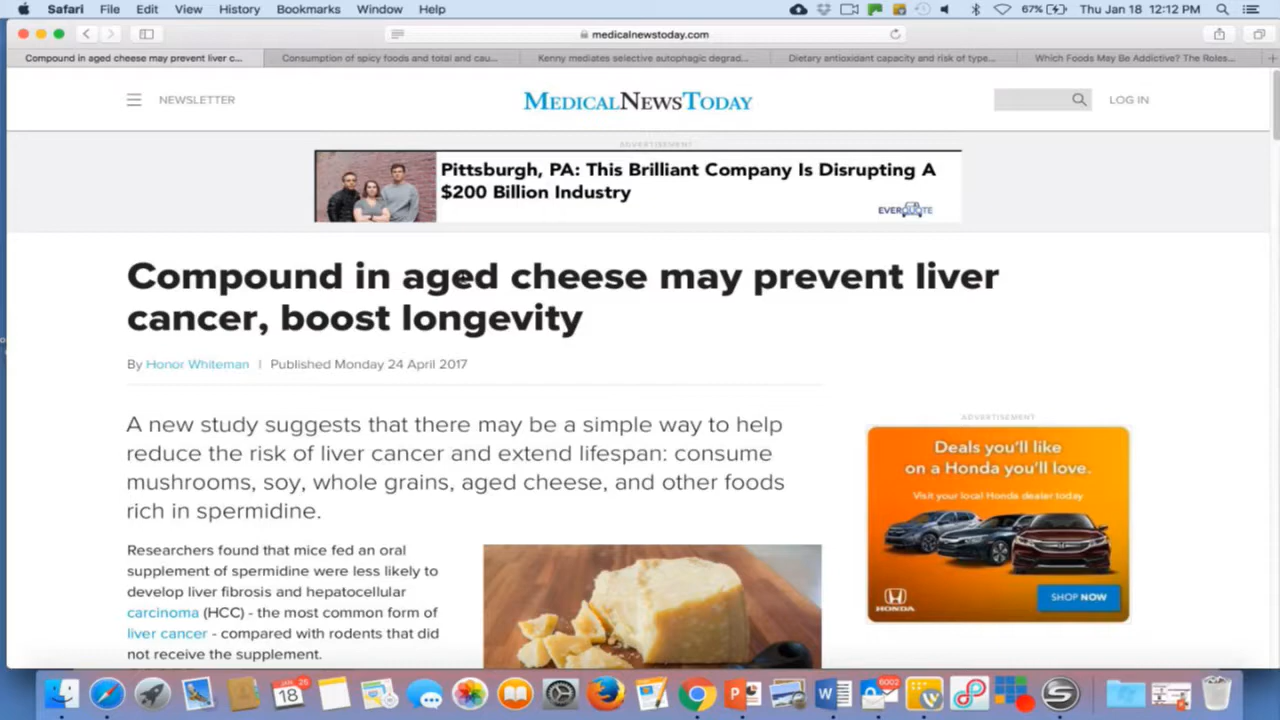 Safari File Edit View History Bookmarks Window Help 67% Thu Jan 18 12:12 PM
medicalnewstoday.com
Compound in aged cheese may prevent liver c... Consumption of spicy foods and total and cau... Kenny mediates selective autophagic degrad... Dietary antioxidant capacity and risk of type... Which Foods May Be Addictive? The Roles...
NEWSLETTER MEDICALNEWSTODAY LOG IN
ADVERTISEMENT
Pittsburgh, PA: This Brilliant Company Is Disrupting A
$200 Billion Industry
EVERQUOTE
Compound in aged cheese may prevent liver
cancer, boost longevity
By Honor Whiteman | Published Monday 24 April 2017
A new study suggests that there may be a simple way to help
reduce the risk of liver cancer and extend lifespan: consume
mushrooms, soy, whole grains, aged cheese, and other foods
rich in spermidine.
Researchers found that mice fed an oral
supplement of spermidine were less likely to
develop liver fibrosis and hepatocellular
carcinoma (HCC) - the most common form of
liver cancer - compared with rodents that did
not receive the supplement.
ADVERTISEMENT
Deals you'll like
on a Honda you'll love.
Visit your local Honda dealer today
HONDA
SHOP NOW
18
6002